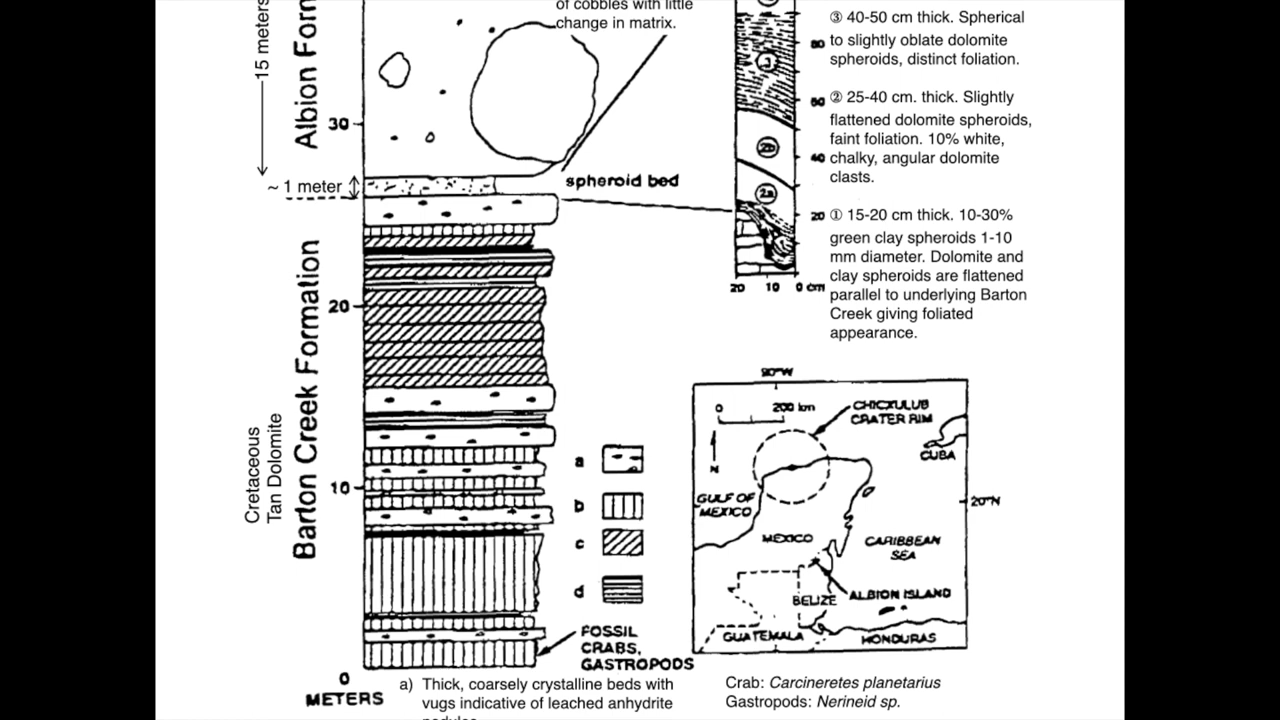 of cobbles with little
change in matrix.
15 meters
Albion Form
30
~ 1 meter
spheroid bed
20
Barton Creek Formation
Cretaceous
Tan Dolomite
10
0
METERS
a
b
c
d
FOSSIL
CRABS,
GASTROPODS
a) Thick, coarsely crystalline beds with
vugs indicative of leached anhydrite
80
3
60
2b
40
2a
20
1
20 10 0 cm
③ 40-50 cm thick. Spherical
to slightly oblate dolomite
spheroids, distinct foliation.
② 25-40 cm. thick. Slightly
flattened dolomite spheroids,
faint foliation. 10% white,
chalky, angular dolomite
clasts.
① 15-20 cm thick. 10-30%
green clay spheroids 1-10
mm diameter. Dolomite and
clay spheroids are flattened
parallel to underlying Barton
Creek giving foliated
appearance.
90°W
0 200 km
CHICXULUB
CRATER RIM
N
CUBA
GULF OF
MEXICO
20°N
MEXICO
CARIBBEAN
SEA
BELIZE
ALBION ISLAND
GUATEMALA
HONDURAS
Crab: Carcineretes planetarius
Gastropods: Nerineid sp.